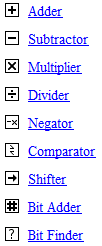 + Adder
− Subtractor
× Multiplier
÷ Divider
-x Negator
Comparator
→ Shifter
# Bit Adder
? Bit Finder